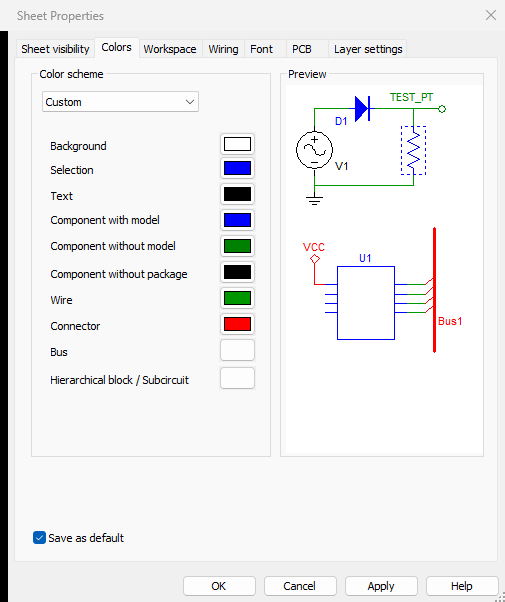 Sheet Properties
Sheet visibility Colors Workspace Wiring Font PCB Layer settings
Color scheme
Custom
Background
Selection
Text
Component with model
Component without model
Component without package
Wire
Connector
Bus
Hierarchical block / Subcircuit
Preview
TEST_PT
D1
V1
VCC
U1
Bus1
Save as default
OK Cancel Apply Help